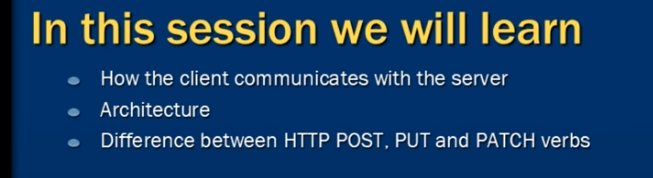 In this session we will learn
How the client communicates with the server
Architecture
Difference between HTTP POST, PUT and PATCH verbs